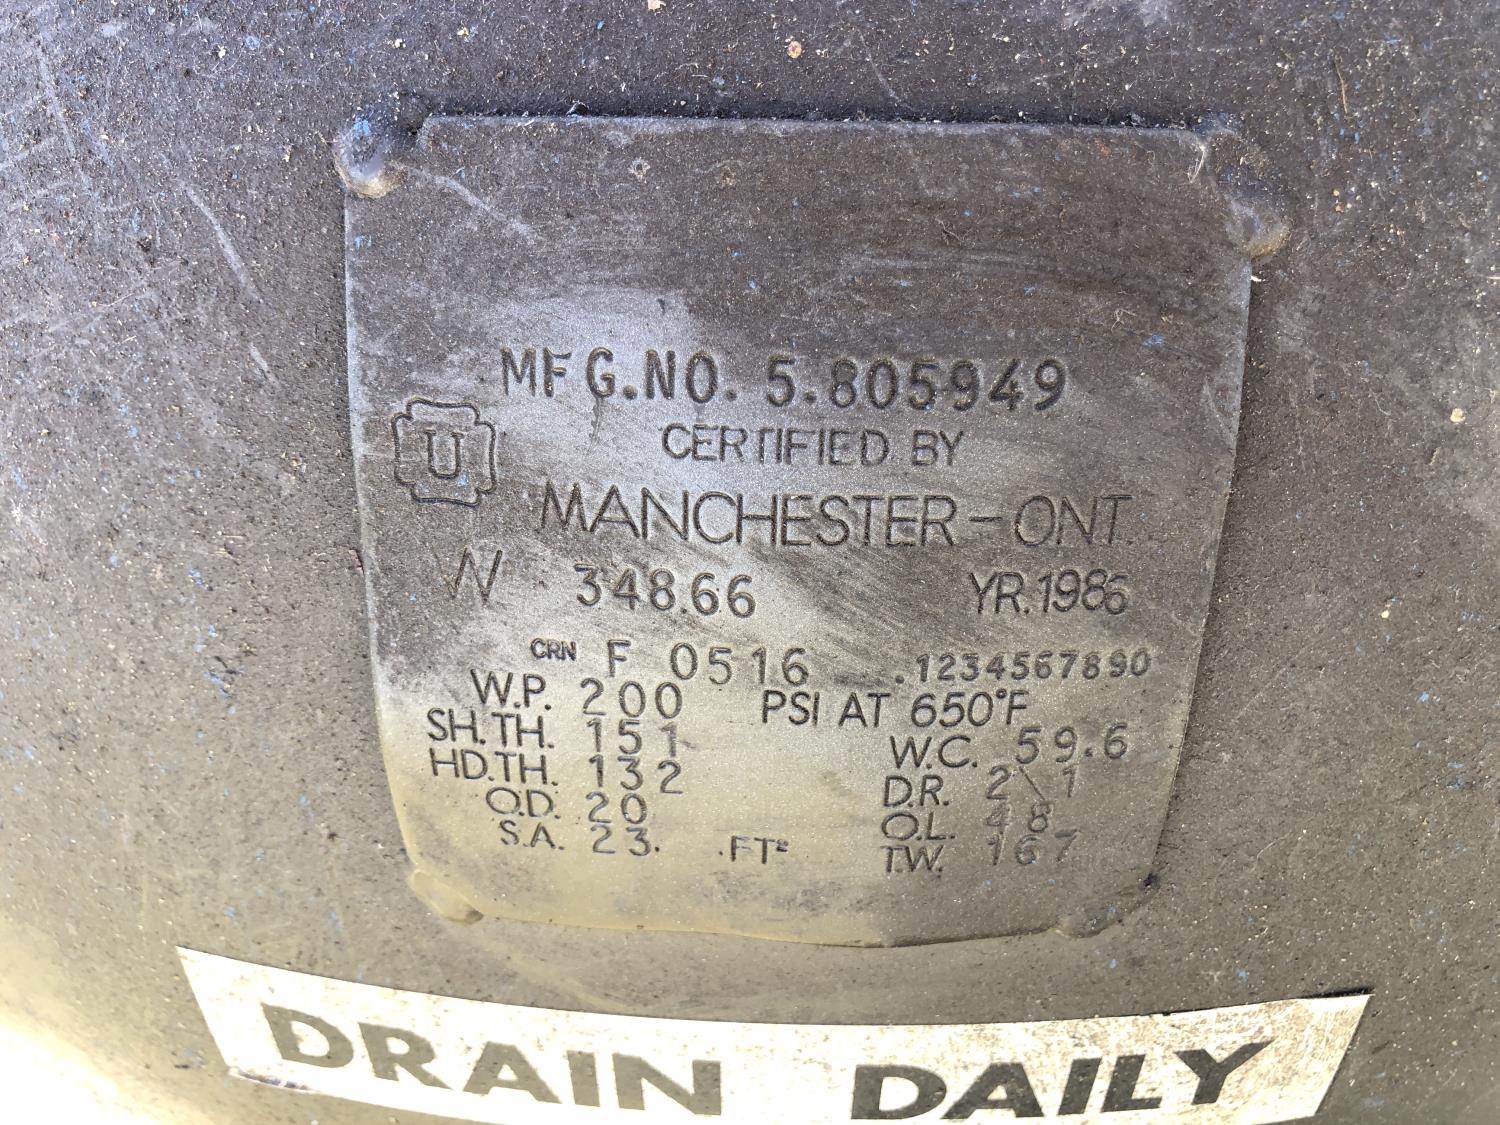 MFG.NO. 5.805949
U
CERTIFIED BY
MANCHESTER-ONT.
W 348.66 YR.1986
CRN F 0516 .1234567890
W.P. 200 PSI AT 650°F
SH.TH. 151 W.C. 59.6
HD.TH. 132 D.R. 2\1
O.D. 20 O.L. 48
S.A. 23. .FT² T.W. 167
DRAIN DAILY